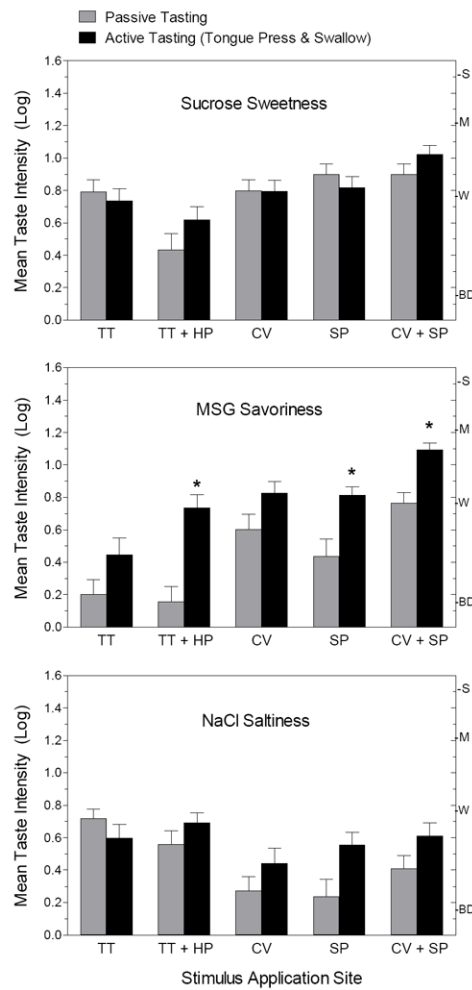 Passive Tasting
Active Tasting (Tongue Press & Swallow)
Mean Taste Intensity (Log)
1.6
1.4
1.2
1.0
0.8
0.6
0.4
0.2
0.0
Sucrose Sweetness
S
M
W
BD
TT
TT + HP
CV
SP
CV + SP
Mean Taste Intensity (Log)
1.6
1.4
1.2
1.0
0.8
0.6
0.4
0.2
0.0
MSG Savoriness
*
*
*
S
M
W
BD
TT
TT + HP
CV
SP
CV + SP
Mean Taste Intensity (Log)
1.6
1.4
1.2
1.0
0.8
0.6
0.4
0.2
0.0
NaCl Saltiness
S
M
W
BD
TT
TT + HP
CV
SP
CV + SP
Stimulus Application Site